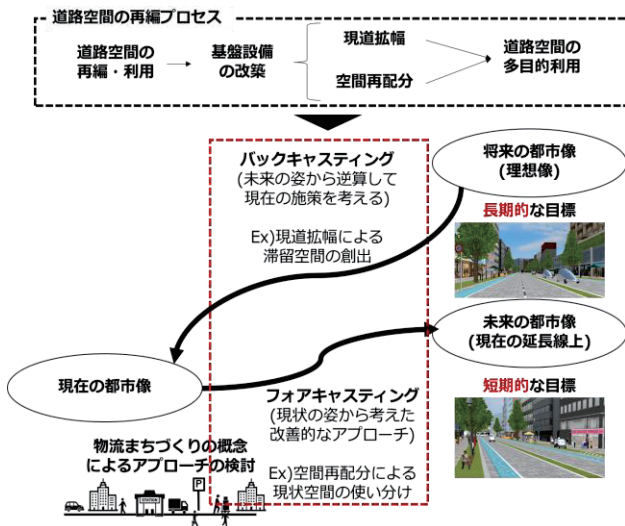 道路空間の再編プロセス
道路空間の
再編・利用
基盤設備
の改築
現道拡幅
空間再配分
道路空間の
多目的利用
バックキャスティング
(未来の姿から逆算して
現在の施策を考える)
Ex)現道拡幅による
滞留空間の創出
将来の都市像
(理想像)
長期的な目標
未来の都市像
(現在の延長線上)
短期的な目標
現在の都市像
フォアキャスティング
(現状の姿から考えた
改善的なアプローチ)
Ex)空間再配分による
現状空間の使い分け
物流まちづくりの概念
によるアプローチの検討
P
STATION